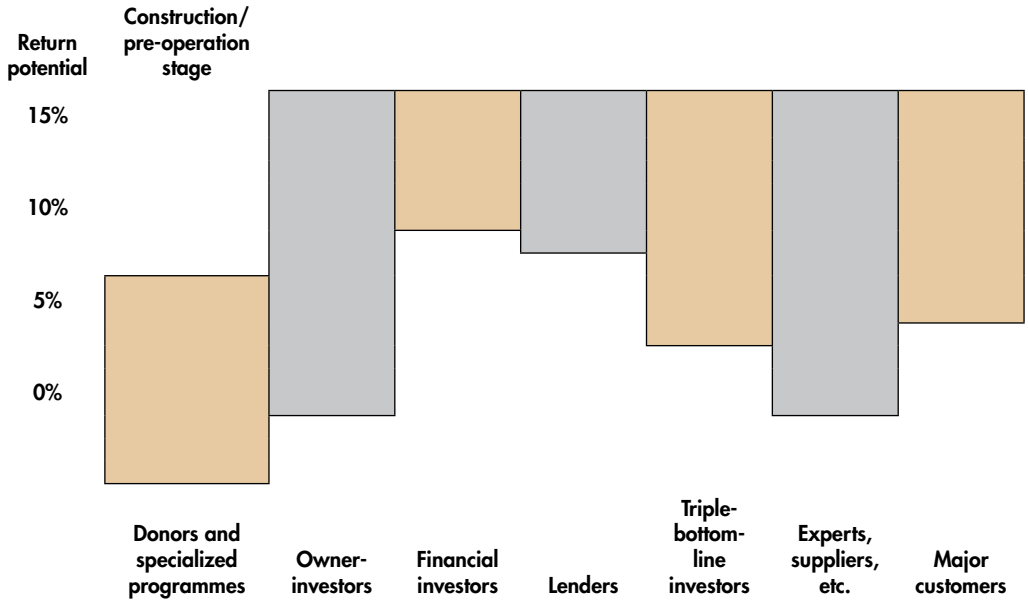 Construction/
pre-operation
stage
Return
potential
15%
10%
5%
0%
Donors and
specialized
programmes
Owner-
investors
Financial
investors
Lenders
Triple-
bottom-
line
investors
Experts,
suppliers,
etc.
Major
customers